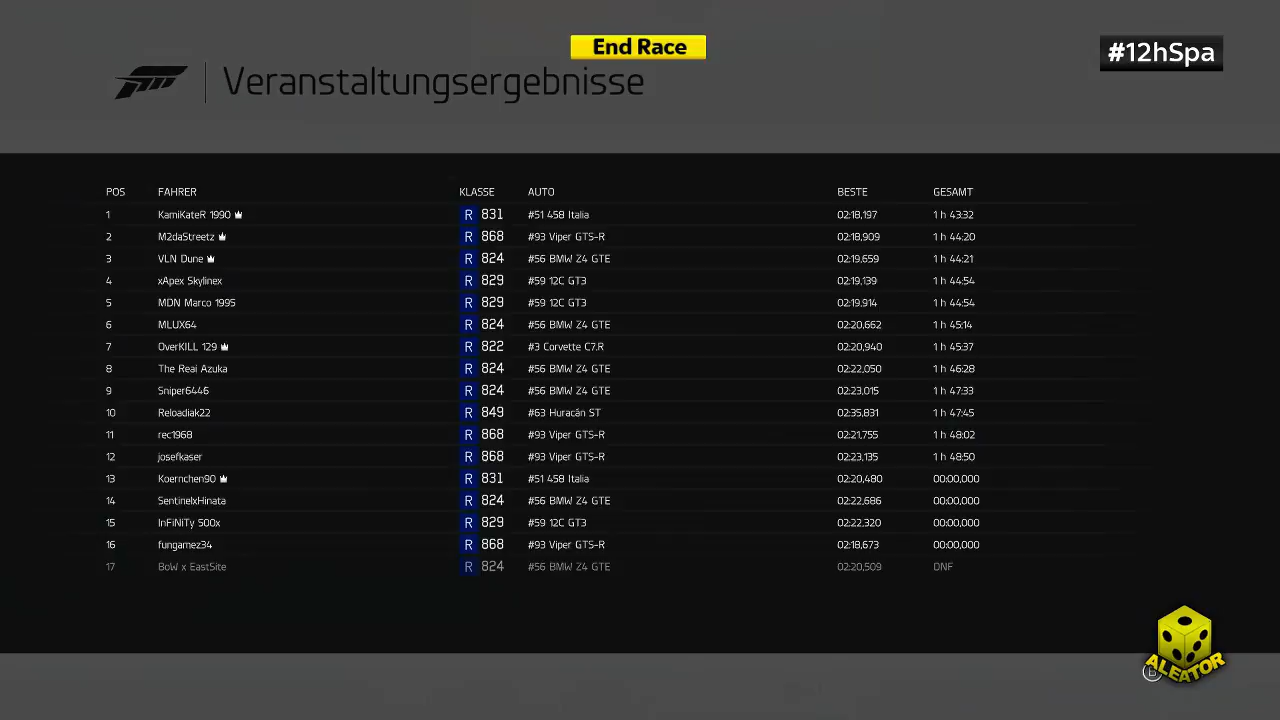 End Race
#12hSpa
Veranstaltungsergebnisse
POS FAHRER KLASSE AUTO BESTE GESAMT
1 KamiKateR 1990 R 831 #51 458 Italia 02:18,197 1 h 43:32
2 M2daStreetz R 868 #93 Viper GTS-R 02:18,909 1 h 44:20
3 VLN Dune R 824 #56 BMW Z4 GTE 02:19,659 1 h 44:21
4 xApex Skylinex R 829 #59 12C GT3 02:19,139 1 h 44:54
5 MDN Marco 1995 R 829 #59 12C GT3 02:19,914 1 h 44:54
6 MLUX64 R 824 #56 BMW Z4 GTE 02:20,662 1 h 45:14
7 OverKILL 129 R 822 #3 Corvette C7.R 02:20,940 1 h 45:37
8 The Reai Azuka R 824 #56 BMW Z4 GTE 02:22,050 1 h 46:28
9 Sniper6446 R 824 #56 BMW Z4 GTE 02:23,015 1 h 47:33
10 Reloadiak22 R 849 #63 Huracán ST 02:35,831 1 h 47:45
11 rec1968 R 868 #93 Viper GTS-R 02:21,755 1 h 48:02
12 josefkaser R 868 #93 Viper GTS-R 02:23,135 1 h 48:50
13 Koernchen90 R 831 #51 458 Italia 02:20,480 00:00,000
14 SentinelxHinata R 824 #56 BMW Z4 GTE 02:22,686 00:00,000
15 InFiNiTy 500x R 829 #59 12C GT3 02:22,320 00:00,000
16 fungamez34 R 868 #93 Viper GTS-R 02:18,673 00:00,000
17 BoW x EastSite R 824 #56 BMW Z4 GTE 02:20,509 DNF
ALEATOR